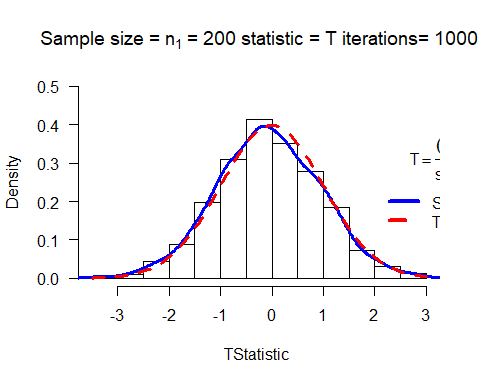 Sample size = n₁ = 200 statistic = T iterations= 1000
0.5
0.4
0.3
0.2
0.1
0.0
Density
T=
S
T
-3 -2 -1 0 1 2 3
TStatistic